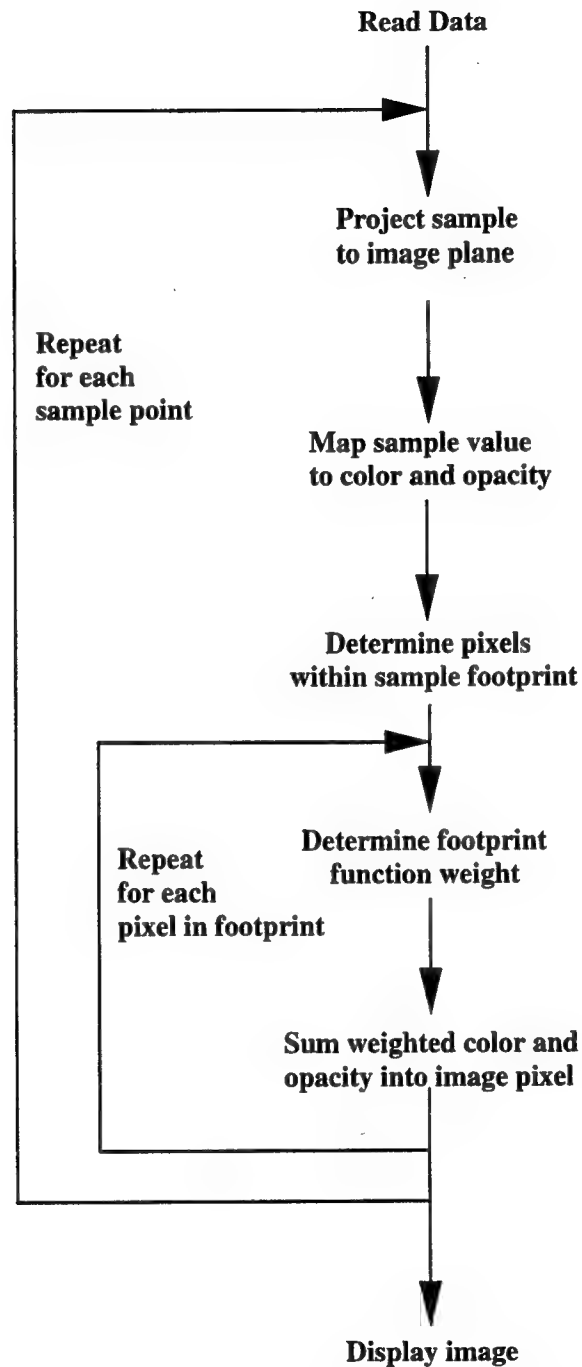 Read Data
Project sample
to image plane
Repeat
for each
sample point
Map sample value
to color and opacity
Determine pixels
within sample footprint
Repeat
for each
pixel in footprint
Determine footprint
function weight
Sum weighted color and
opacity into image pixel
Display image